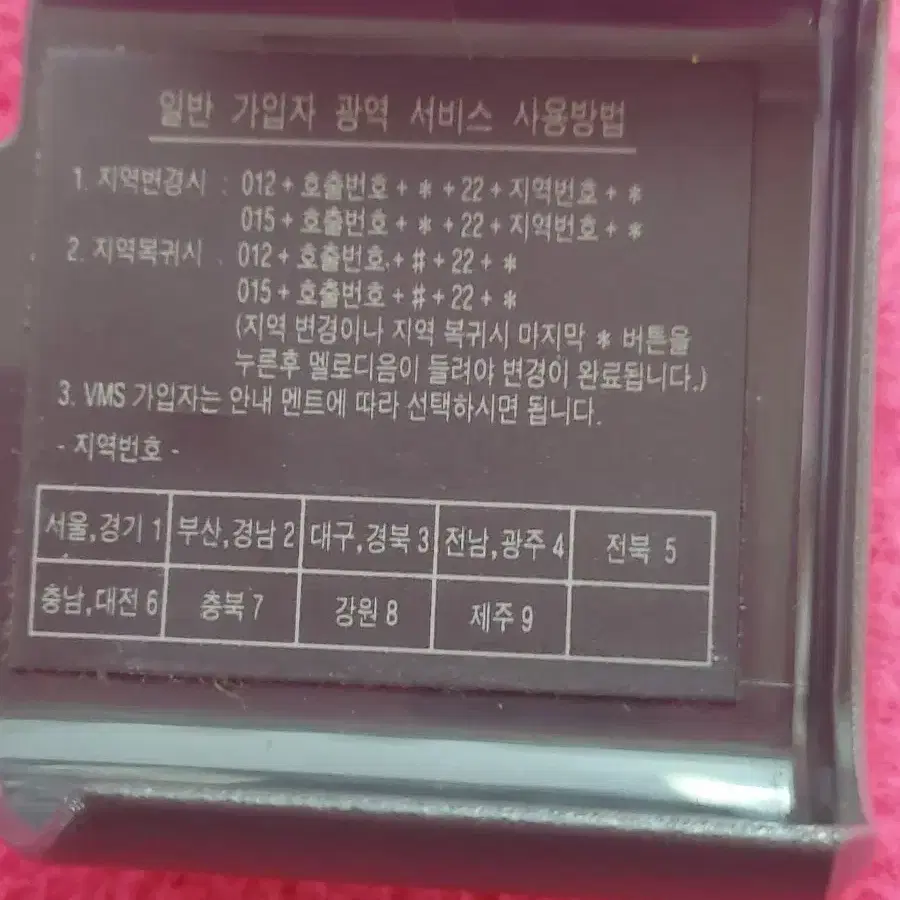 일반 가입자 광역 서비스 사용방법
1. 지역변경시 : 012 + 호출번호 + * + 22 + 지역번호 + *
015 + 호출번호 + * + 22 + 지역번호 + *
2. 지역복귀시 : 012 + 호출번호 + # + 22 + *
015 + 호출번호 + # + 22 + *
(지역 변경이나 지역 복귀시 마지막 * 버튼을
누른후 멜로디음이 들려야 변경이 완료됩니다.)
3. VMS 가입자는 안내 멘트에 따라 선택하시면 됩니다.
- 지역번호 -
서울,경기 1 부산,경남 2 대구,경북 3 전남,광주 4 전북 5
충남,대전 6 충북 7 강원 8 제주 9